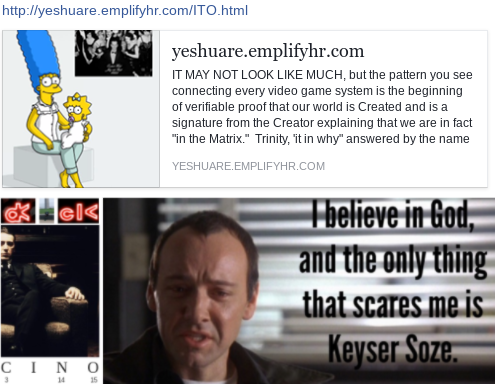 http://yeshuare.emplifyhr.com/ITO.html
yeshuare.emplifyhr.com
IT MAY NOT LOOK LIKE MUCH, but the pattern you see
connecting every video game system is the beginning
of verifiable proof that our world is Created and is a
signature from the Creator explaining that we are in fact
"in the Matrix."  Trinity, 'it in why" answered by the name
YESHUARE.EMPLIFYHR.COM
I believe in God,
and the only thing
that scares me is
Keyser Soze.
C I N O
3 14 15